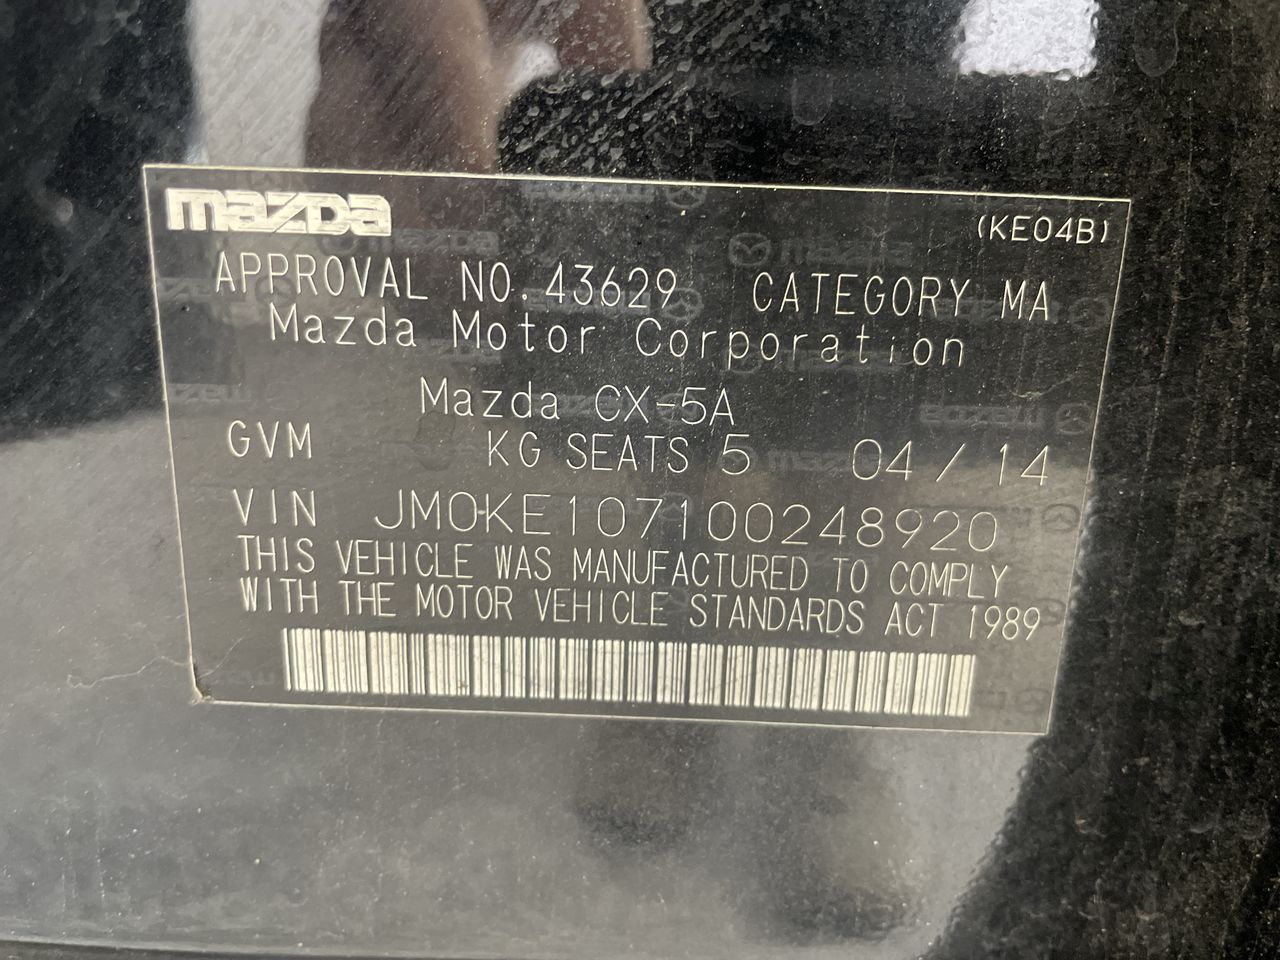 mazda
(KE04B)
APPROVAL NO. 43629 CATEGORY MA
Mazda Motor Corporation
Mazda CX-5A
GVM KG SEATS 5 04 / 14
VIN JM0KE107100248920
THIS VEHICLE WAS MANUFACTURED TO COMPLY
WITH THE MOTOR VEHICLE STANDARDS ACT 1989